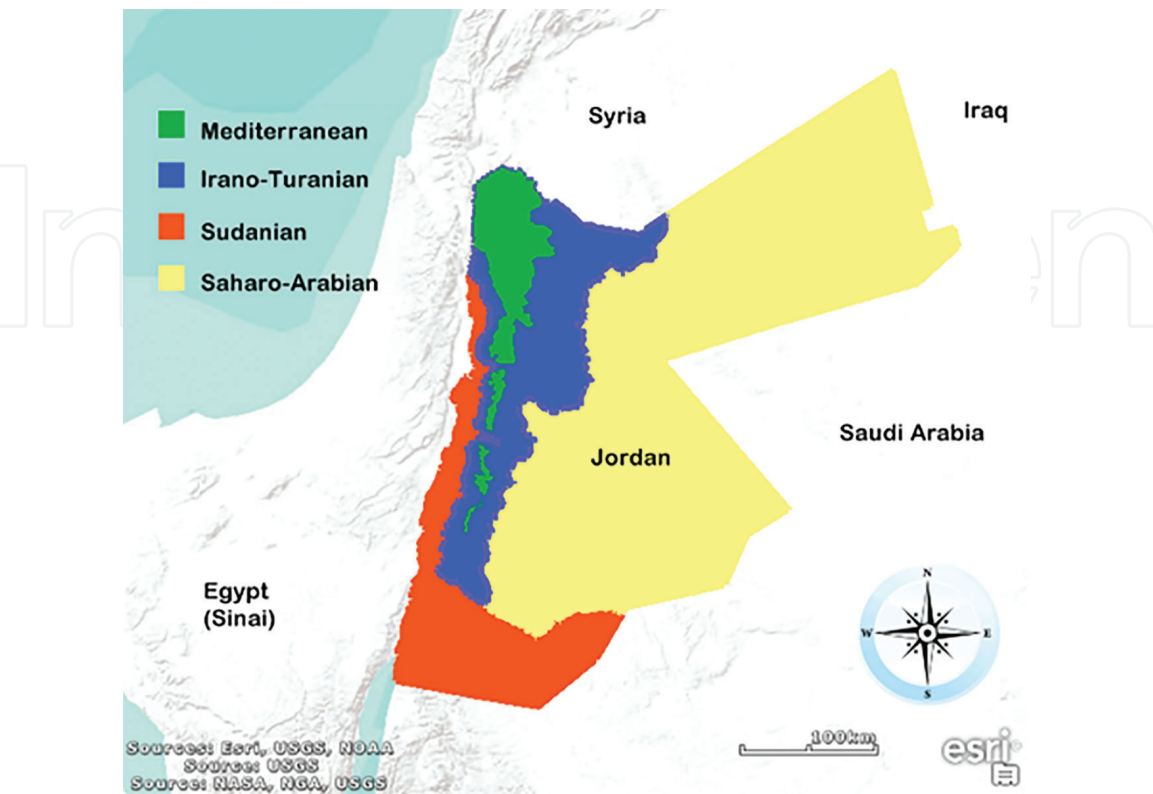 Mediterranean
Irano-Turanian
Sudanian
Saharo-Arabian
Syria
Iraq
Saudi Arabia
Jordan
Egypt
(Sinai)
N
W
E
S
100km
esri
Sources: Esri, USGS, NOAA
Source: USGS
Source: NASA, NGA, USGS